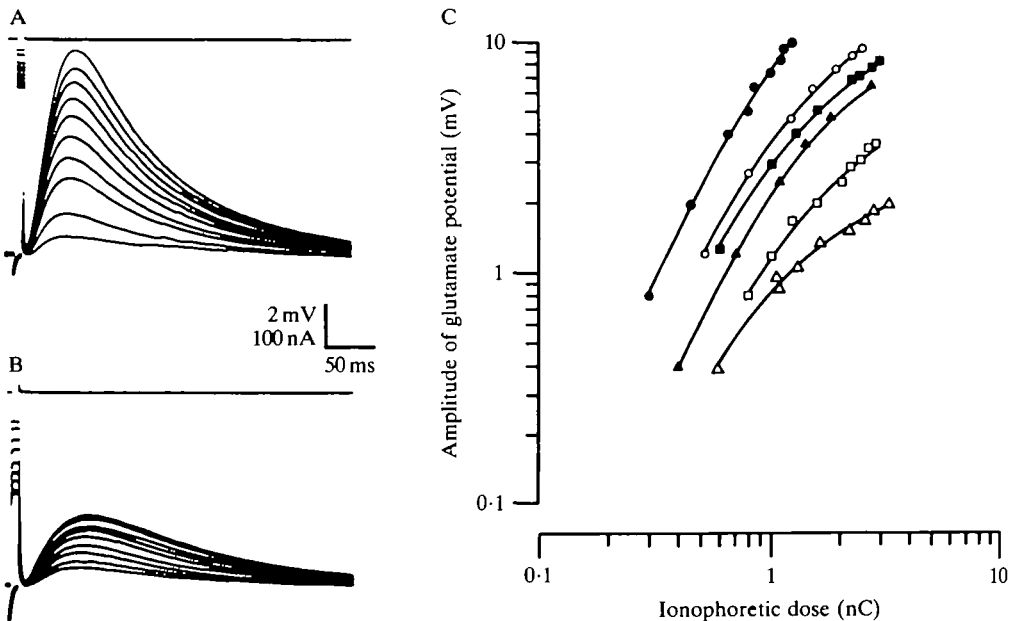 A
2 mV
100 nA
50 ms
B
C
Amplitude of glutamate potential (mV)
10
1
0·1
0·1
1
10
Ionophoretic dose (nC)